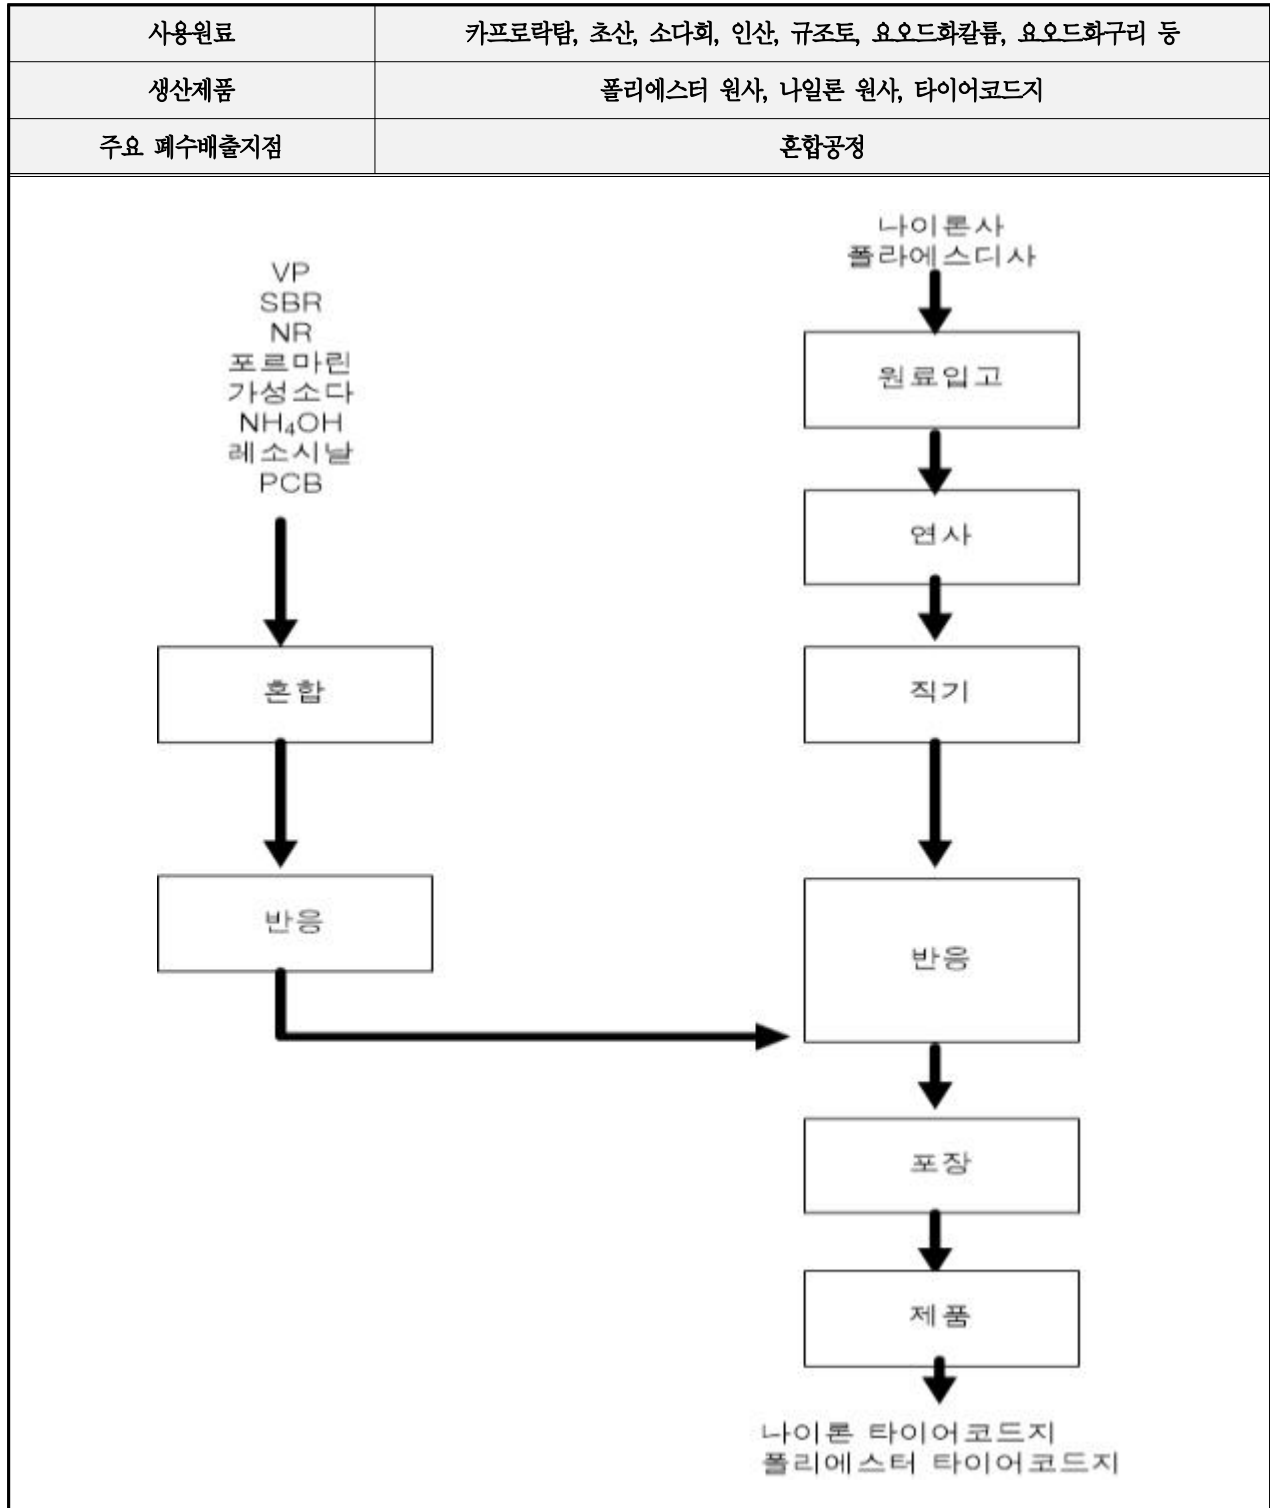 사용원료
카프로락탐, 초산, 소다회, 인산, 규조토, 요오드화칼륨, 요오드화구리 등
생산제품
폴리에스터 원사, 나일론 원사, 타이어코드지
주요 폐수배출지점
혼합공정
VP
SBR
NR
포르마린
가성소다
NH₄OH
레소시날
PCB
혼합
반응
나이론사
폴라에스디사
원료입고
연사
직기
반응
포장
제품
나이론 타이어코드지
폴리에스터 타이어코드지